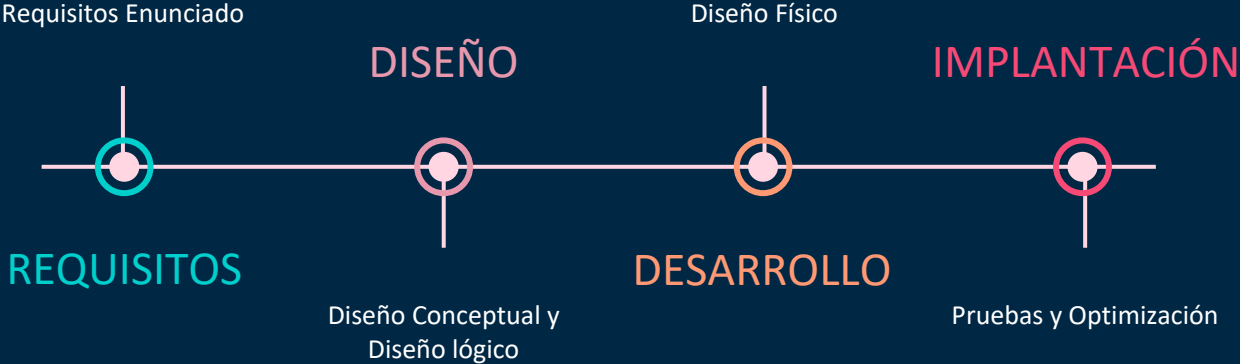 Requisitos Enunciado
REQUISITOS
DISEÑO
Diseño Conceptual y
Diseño lógico
Diseño Físico
DESARROLLO
IMPLANTACIÓN
Pruebas y Optimización